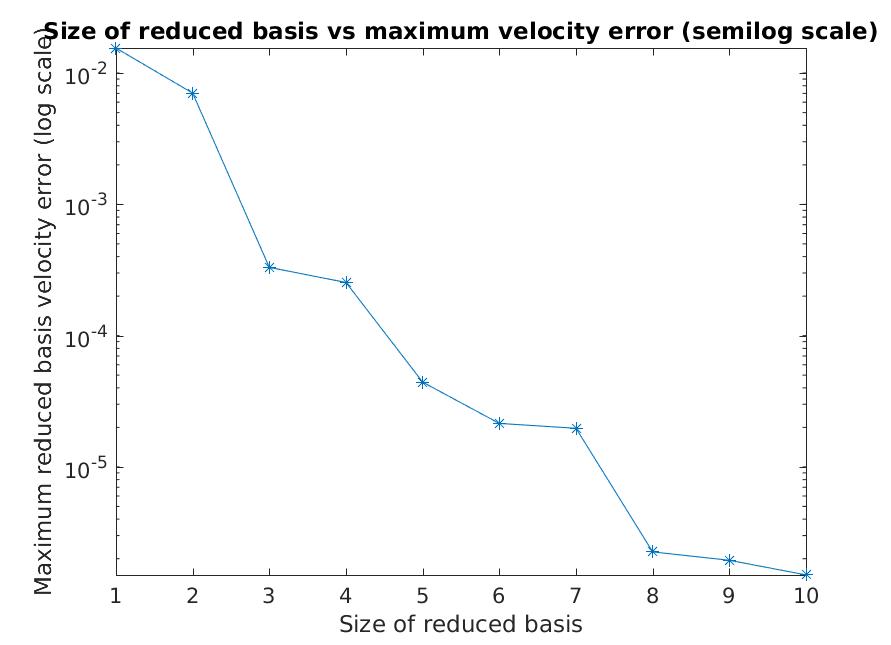 Size of reduced basis vs maximum velocity error (semilog scale)
Maximum reduced basis velocity error (log scale)
10^-2
10^-3
10^-4
10^-5
1 2 3 4 5 6 7 8 9 10
Size of reduced basis